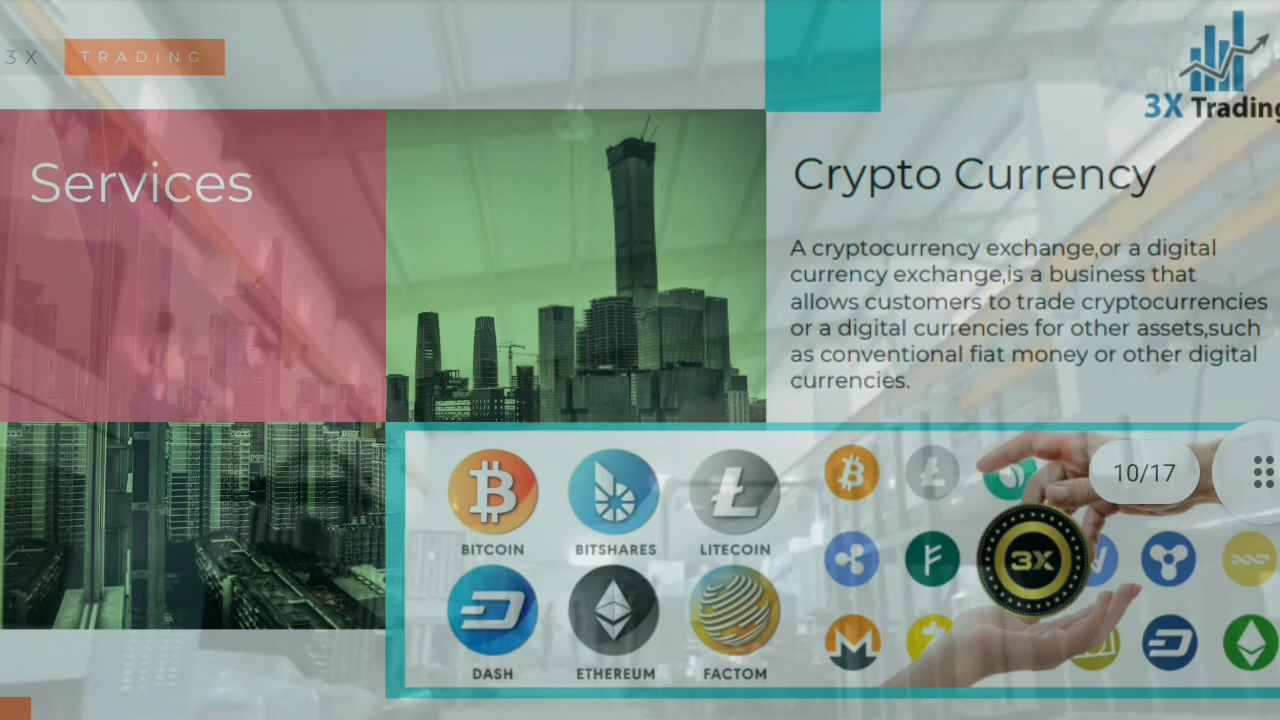 3X TRADING
3X Trading
Services
Crypto Currency
A cryptocurrency exchange,or a digital
currency exchange,is a business that
allows customers to trade cryptocurrencies
or a digital currencies for other assets,such
as conventional fiat money or other digital
currencies.
10/17
BITCOIN BITSHARES LITECOIN
3X
DASH ETHEREUM FACTOM